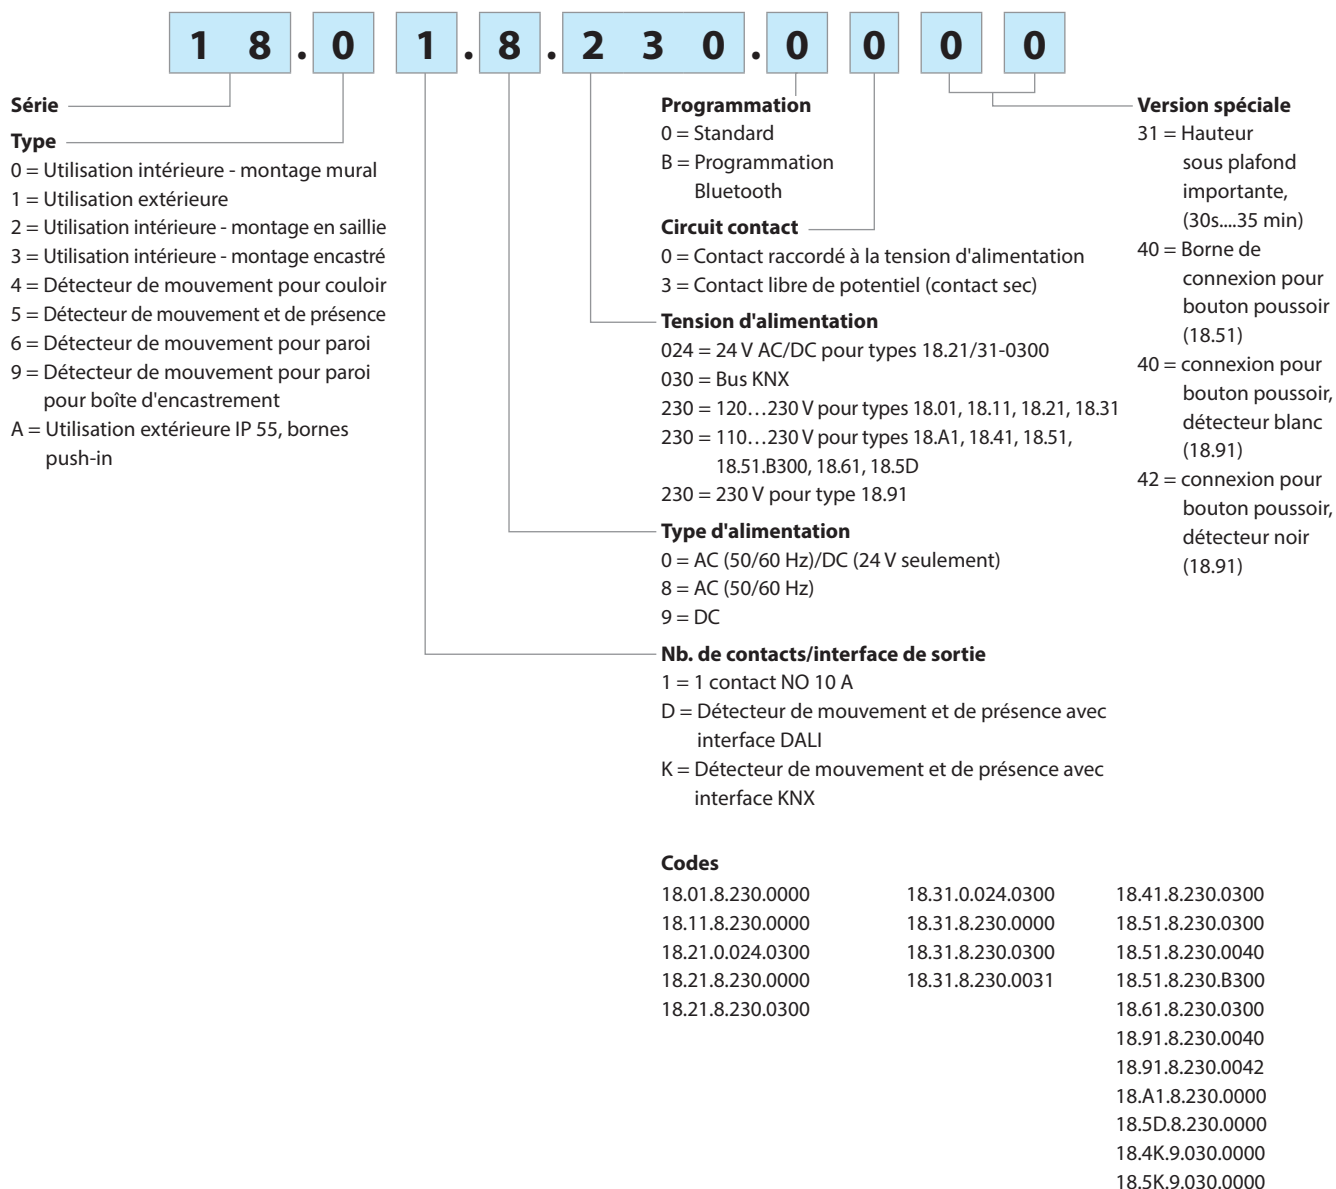 18.01.8.230.0000
Série
Type
0 = Utilisation intérieure - montage mural
1 = Utilisation extérieure
2 = Utilisation intérieure - montage en saillie
3 = Utilisation intérieure - montage encastré
4 = Détecteur de mouvement pour couloir
5 = Détecteur de mouvement et de présence
6 = Détecteur de mouvement pour paroi
9 = Détecteur de mouvement pour paroi
pour boîte d'encastrement
A = Utilisation extérieure IP 55, bornes
push-in
Programmation
0 = Standard
B = Programmation
Bluetooth
Circuit contact
0 = Contact raccordé à la tension d'alimentation
3 = Contact libre de potentiel (contact sec)
Tension d'alimentation
024 = 24 V AC/DC pour types 18.21/31-0300
030 = Bus KNX
230 = 120…230 V pour types 18.01, 18.11, 18.21, 18.31
230 = 110…230 V pour types 18.A1, 18.41, 18.51,
18.51.B300, 18.61, 18.5D
230 = 230 V pour type 18.91
Type d'alimentation
0 = AC (50/60 Hz)/DC (24 V seulement)
8 = AC (50/60 Hz)
9 = DC
Nb. de contacts/interface de sortie
1 = 1 contact NO 10 A
D = Détecteur de mouvement et de présence avec
interface DALI
K = Détecteur de mouvement et de présence avec
interface KNX
Version spéciale
31 = Hauteur
sous plafond
importante,
(30s....35 min)
40 = Borne de
connexion pour
bouton poussoir
(18.51)
40 = connexion pour
bouton poussoir,
détecteur blanc
(18.91)
42 = connexion pour
bouton poussoir,
détecteur noir
(18.91)
Codes
18.01.8.230.0000
18.11.8.230.0000
18.21.0.024.0300
18.21.8.230.0000
18.21.8.230.0300
18.31.0.024.0300
18.31.8.230.0000
18.31.8.230.0300
18.31.8.230.0031
18.41.8.230.0300
18.51.8.230.0300
18.51.8.230.0040
18.51.8.230.B300
18.61.8.230.0300
18.91.8.230.0040
18.91.8.230.0042
18.A1.8.230.0000
18.5D.8.230.0000
18.4K.9.030.0000
18.5K.9.030.0000